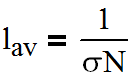 l_av = 1/σN